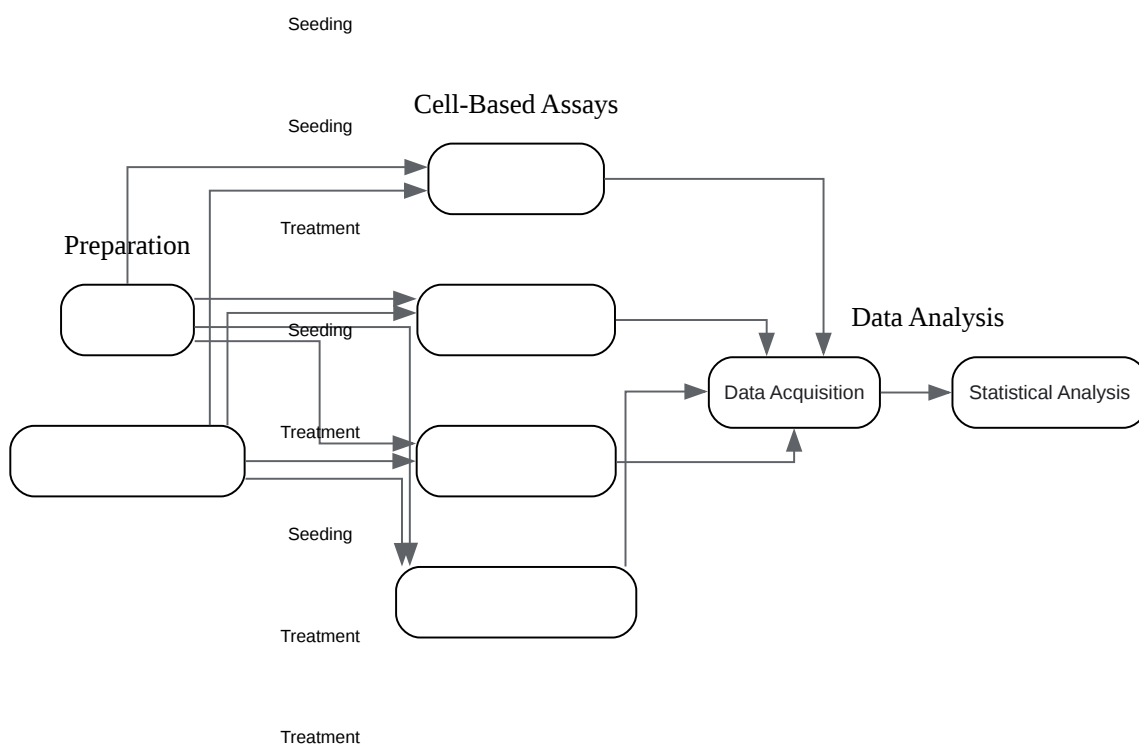 Seeding
Cell-Based Assays
Seeding
Treatment
Preparation
Data Analysis
Seeding
Data Acquisition
Statistical Analysis
Treatment
Seeding
Treatment
Treatment